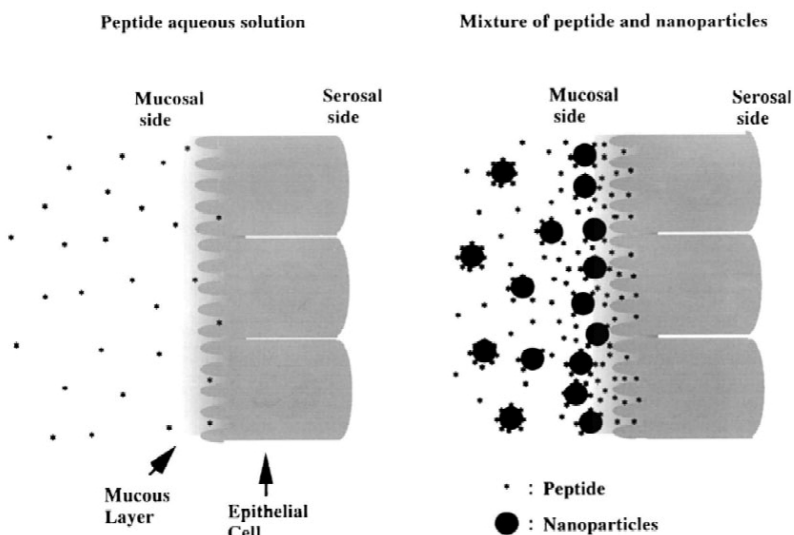 Peptide aqueous solution
Mucosal
side
Serosal
side
Mucous
Layer
Epithelial
Cell
Mixture of peptide and nanoparticles
Mucosal
side
Serosal
side
* : Peptide
: Nanoparticles